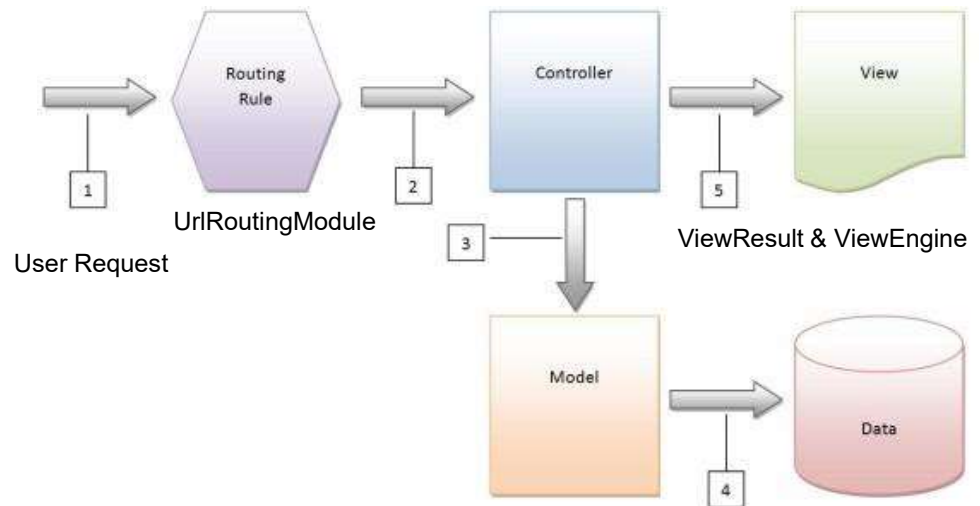 Routing
Rule
Controller
View
1
2
5
UrlRoutingModule
3
ViewResult & ViewEngine
User Request
Model
Data
4